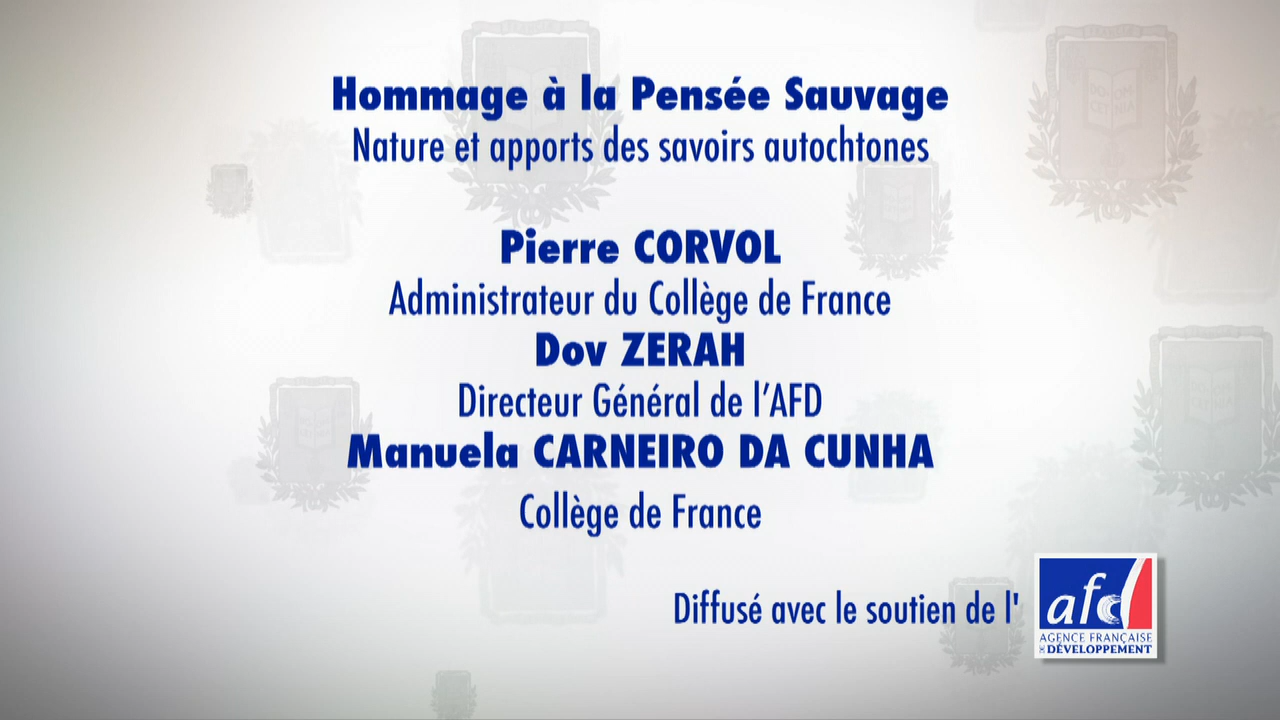 Hommage à la Pensée Sauvage
Nature et apports des savoirs autochtones
Pierre CORVOL
Administrateur du Collège de France
Dov ZERAH
Directeur Général de l’AFD
Manuela CARNEIRO DA CUNHA
Collège de France
Diffusé avec le soutien de l'
afd
AGENCE FRANÇAISE
DE DÉVELOPPEMENT